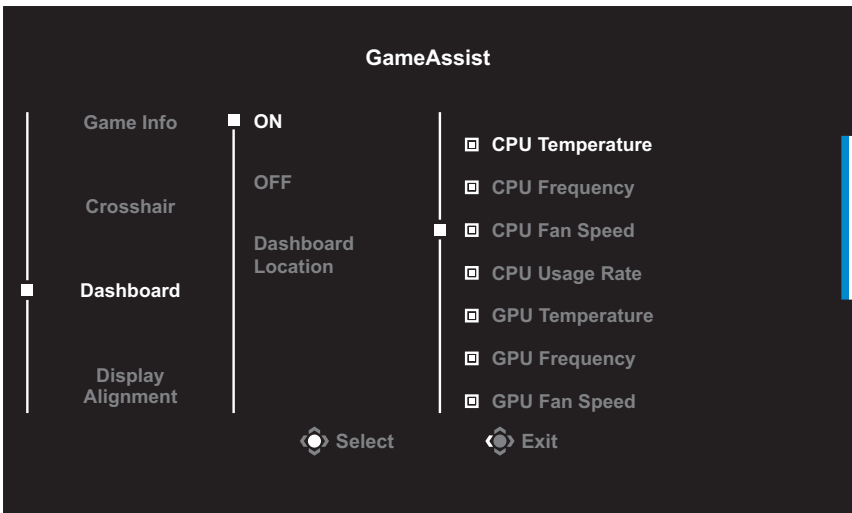 GameAssist
Game Info
Crosshair
Dashboard
Display
Alignment
ON
OFF
Dashboard
Location
CPU Temperature
CPU Frequency
CPU Fan Speed
CPU Usage Rate
GPU Temperature
GPU Frequency
GPU Fan Speed
Select
Exit